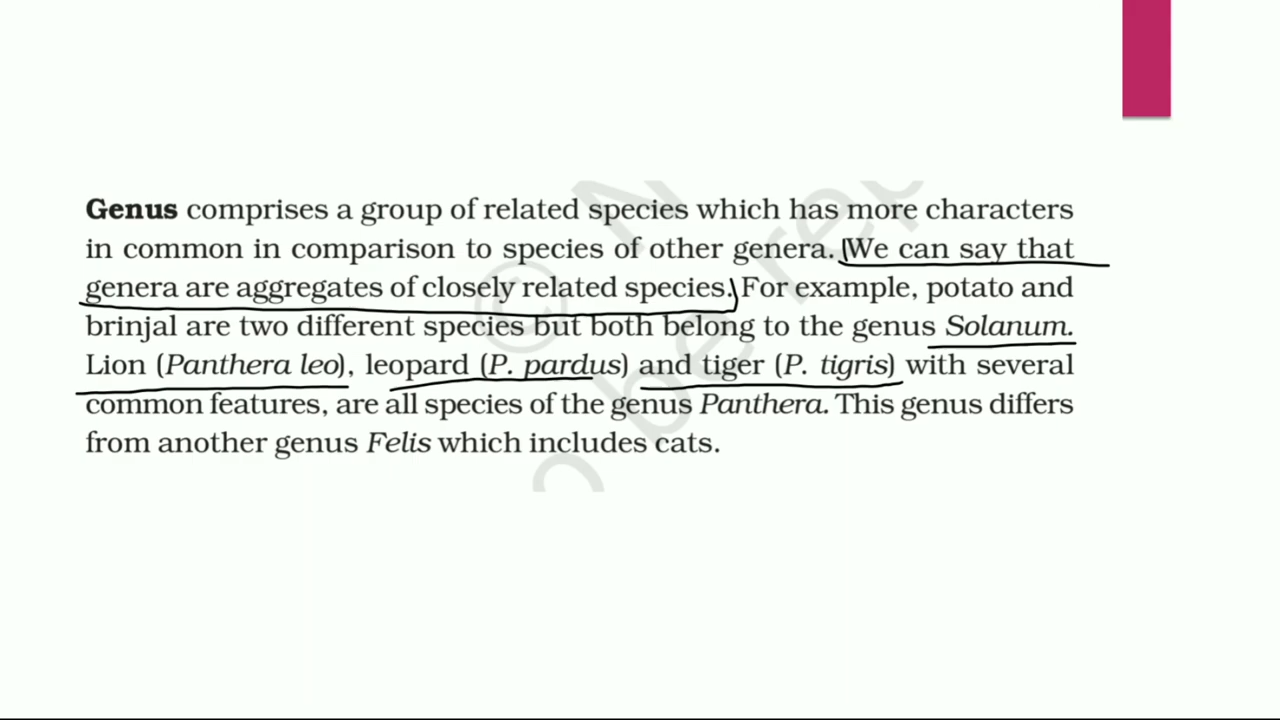 Genus comprises a group of related species which has more characters
in common in comparison to species of other genera. We can say that
genera are aggregates of closely related species. For example, potato and
brinjal are two different species but both belong to the genus Solanum.
Lion (Panthera leo), leopard (P. pardus) and tiger (P. tigris) with several
common features, are all species of the genus Panthera. This genus differs
from another genus Felis which includes cats.